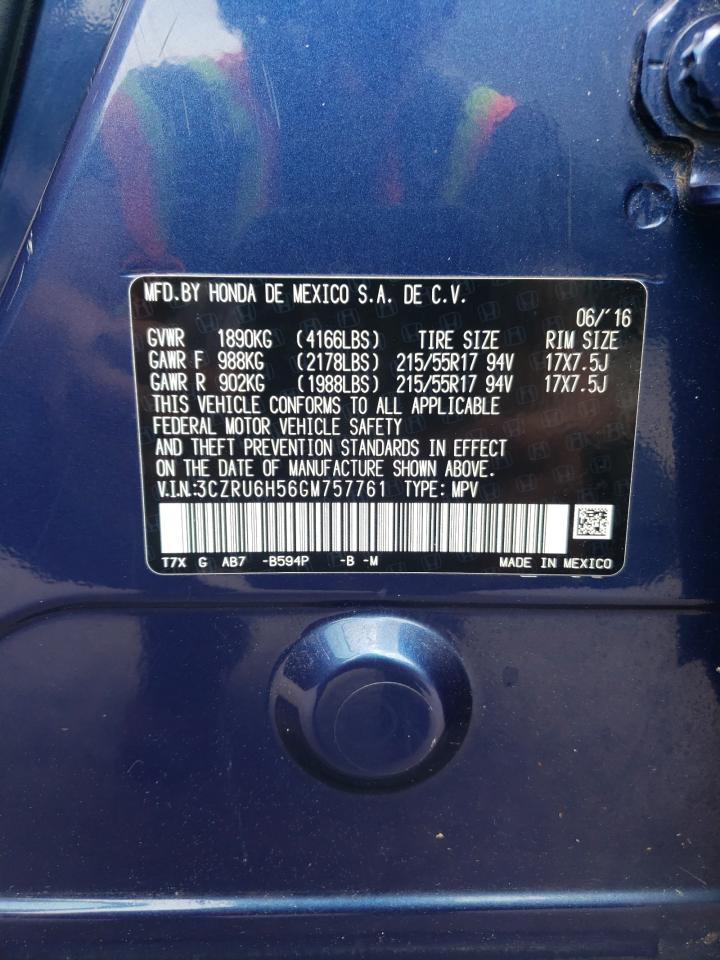 MFD.BY HONDA DE MEXICO S.A. DE C.V.
06/'16
GVWR 1890KG (4166LBS) TIRE SIZE RIM SIZE
GAWR F 988KG (2178LBS) 215/55R17 94V 17X7.5J
GAWR R 902KG (1988LBS) 215/55R17 94V 17X7.5J
THIS VEHICLE CONFORMS TO ALL APPLICABLE
FEDERAL MOTOR VEHICLE SAFETY
AND THEFT PREVENTION STANDARDS IN EFFECT
ON THE DATE OF MANUFACTURE SHOWN ABOVE.
V.I.N.:3CZRU6H56GM757761 TYPE: MPV
T7X G AB7 -B594P -B -M MADE IN MEXICO